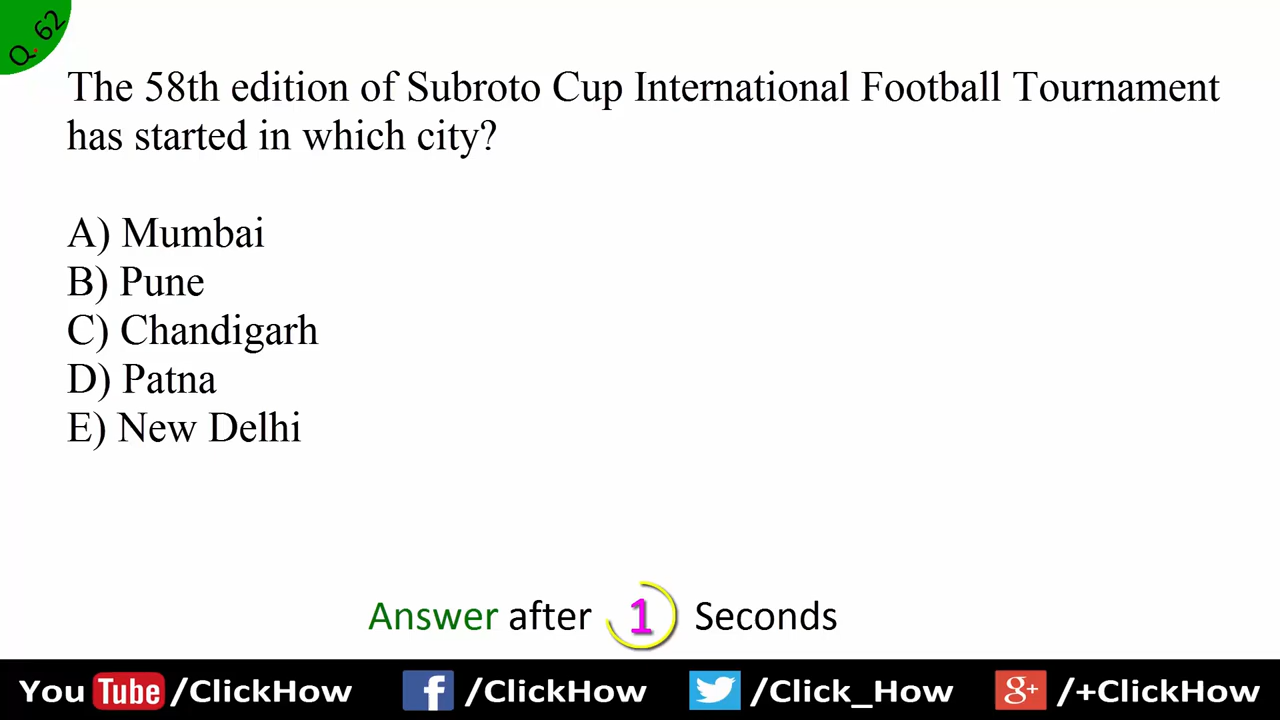 Q. 62
The 58th edition of Subroto Cup International Football Tournament
has started in which city?
A) Mumbai
B) Pune
C) Chandigarh
D) Patna
E) New Delhi
Answer after 1 Seconds
You Tube /ClickHow f /ClickHow /Click_How g+ /+ClickHow